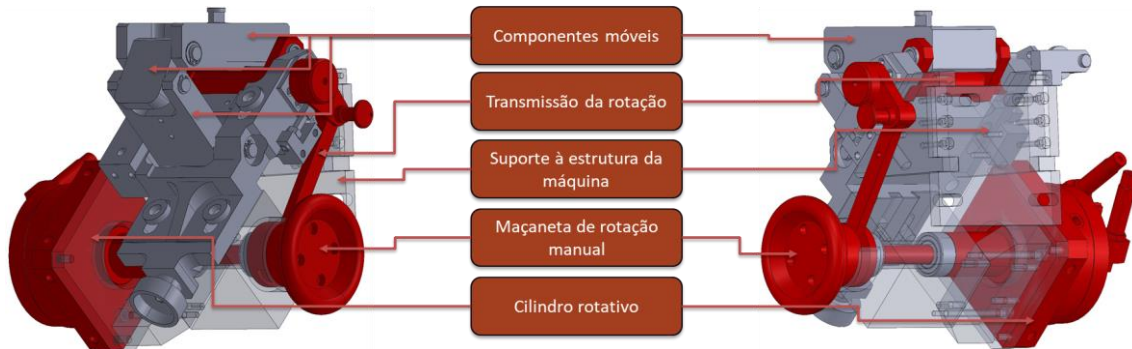 Componentes móveis
Transmissão da rotação
Suporte à estrutura da
máquina
Maçaneta de rotação
manual
Cilindro rotativo